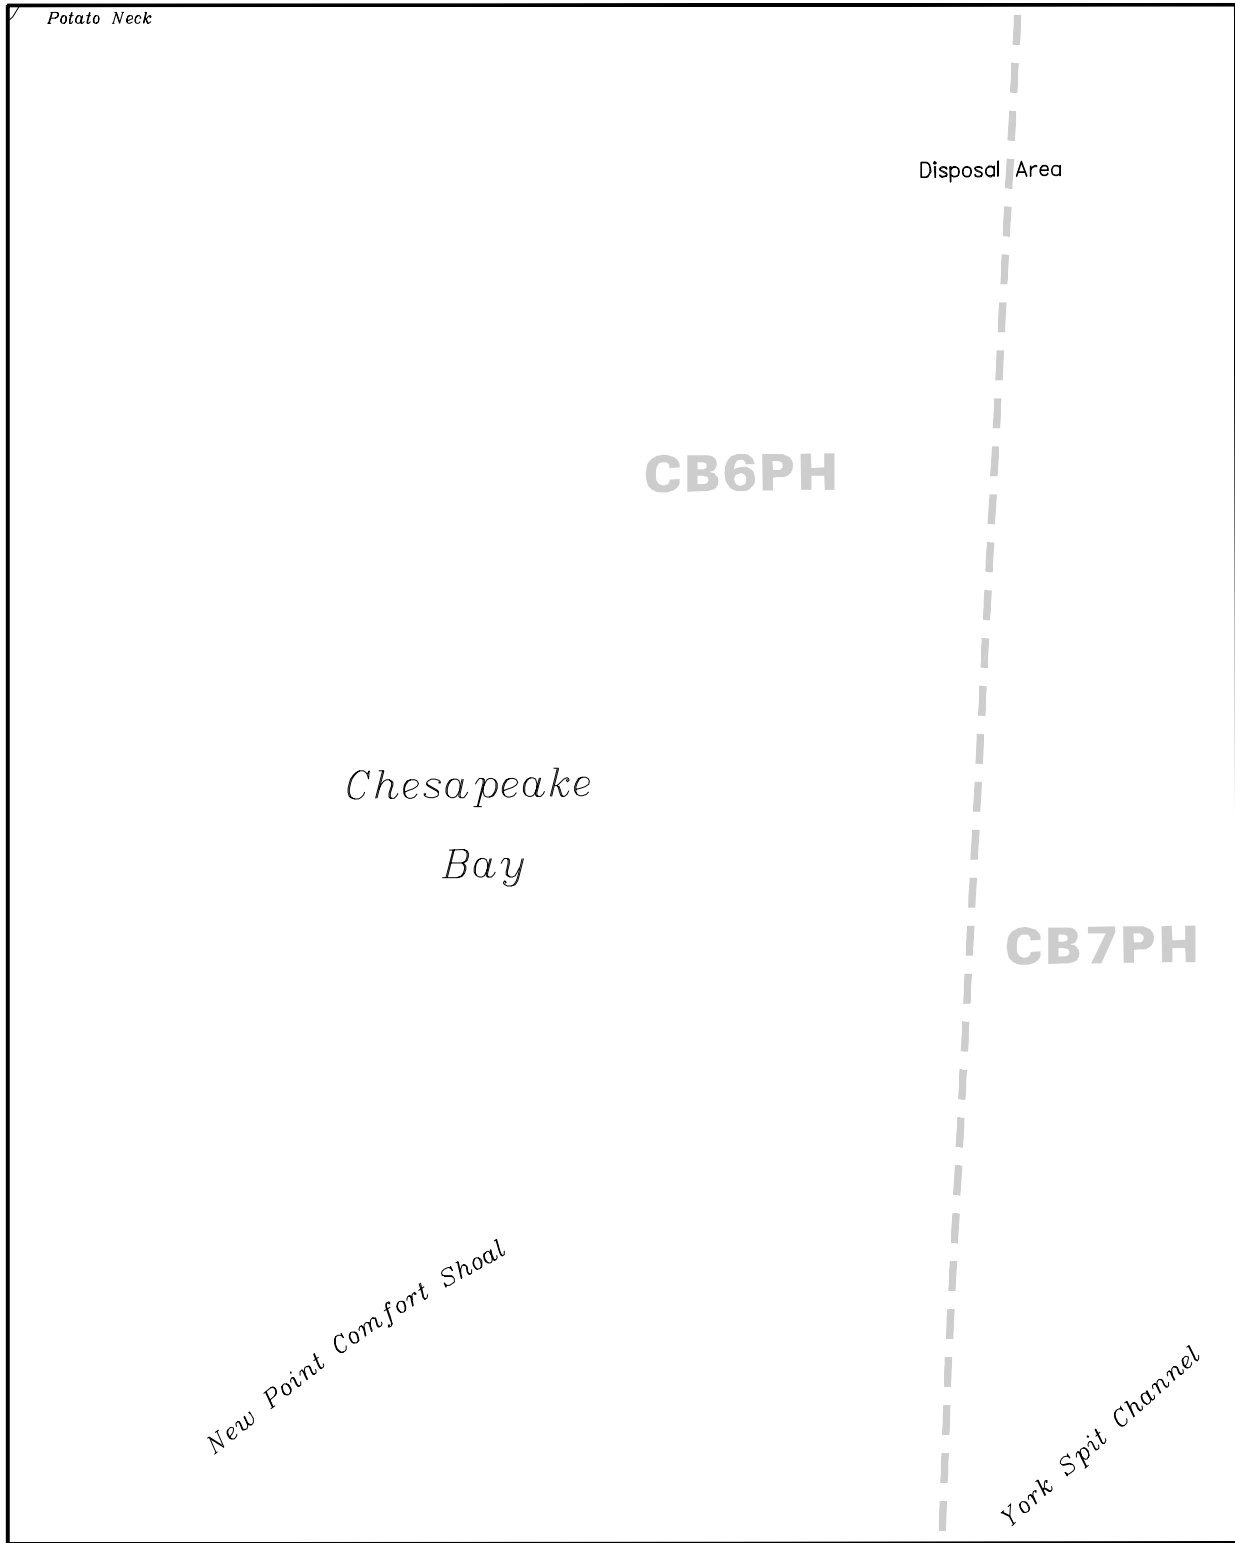 Potato Neck
Disposal Area
CB6PH
Chesapeake
Bay
CB7PH
New Point Comfort Shoal
York Spit Channel